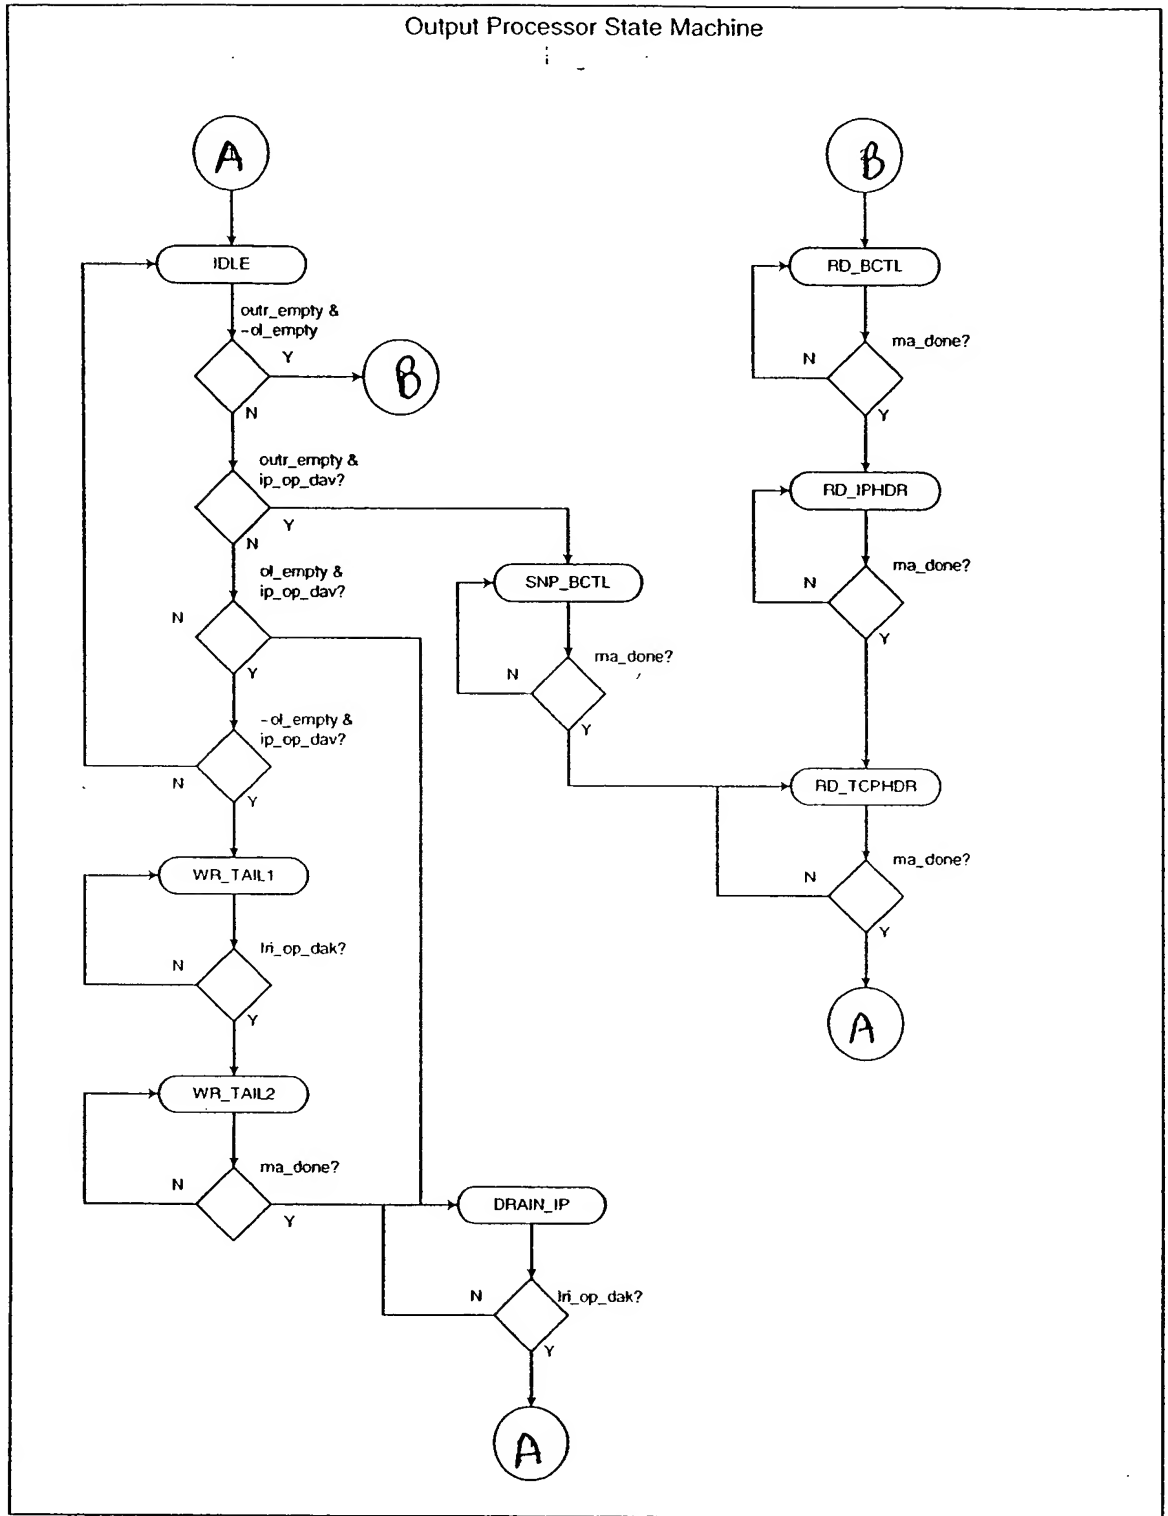 Output Processor State Machine
A
IDLE
outr_empty &
~ol_empty
Y
B
N
outr_empty &
ip_op_dav?
Y
N
ol_empty &
ip_op_dav?
N
Y
~ol_empty &
ip_op_dav?
N
Y
WR_TAIL1
lri_op_dak?
N
Y
WR_TAIL2
ma_done?
N
Y
SNP_BCTL
ma_done?
N
Y
DRAIN_IP
lri_op_dak?
N
Y
A
B
RD_BCTL
ma_done?
N
Y
RD_IPHDR
ma_done?
N
Y
RD_TCPHDR
ma_done?
N
Y
A